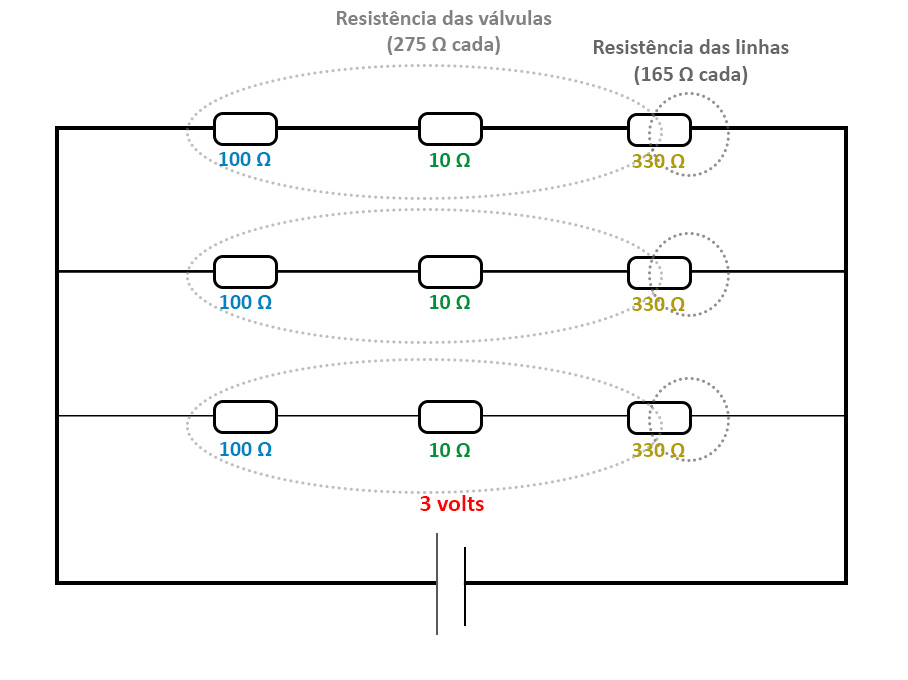 Resistência das válvulas
(275 Ω cada)
Resistência das linhas
(165 Ω cada)
100 Ω
10 Ω
330 Ω
100 Ω
10 Ω
330 Ω
100 Ω
10 Ω
330 Ω
3 volts